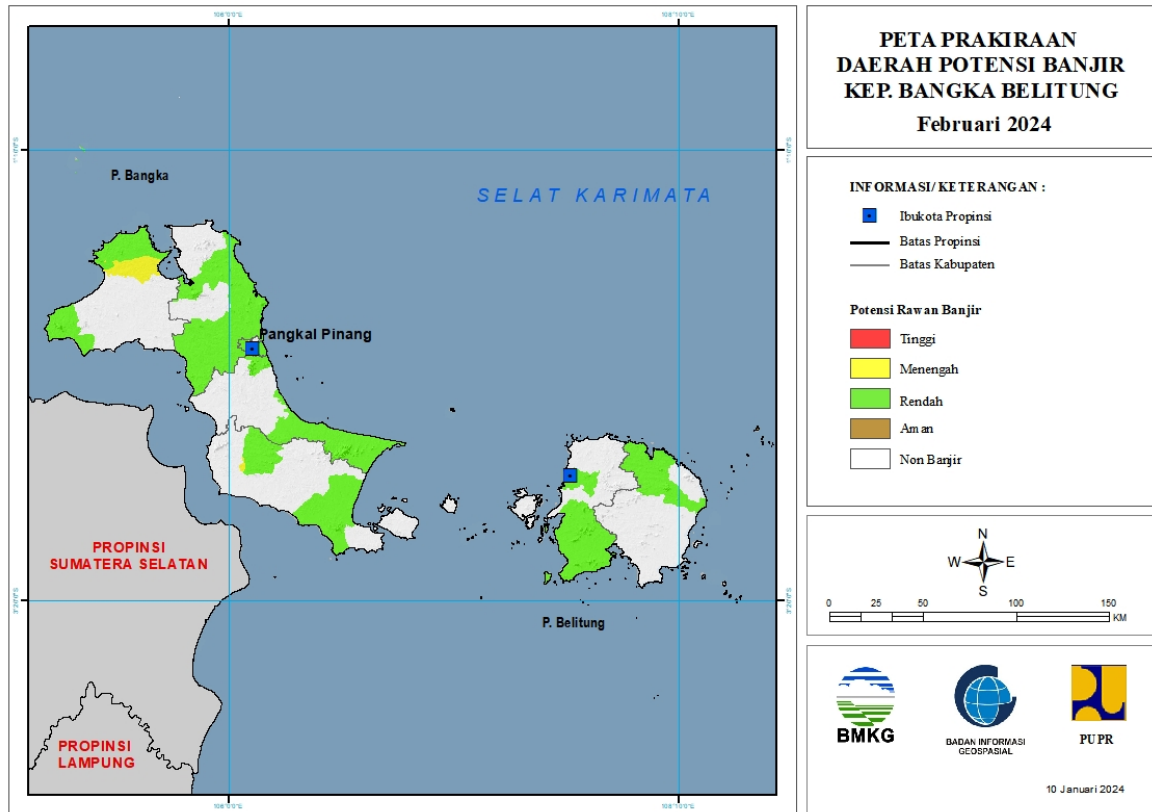 PETA PRAKIRAAN
DAERAH POTENSI BANJIR
KEP. BANGKA BELITUNG
Februari 2024
P. Bangka
SELAT KARIMATA
Pangkal Pinang
PROPINSI
SUMATERA SELATAN
P. Belitung
PROPINSI
LAMPUNG
INFORMASI/ KETERANGAN :
Ibukota Propinsi
Batas Propinsi
Batas Kabupaten
Potensi Rawan Banjir
Tinggi
Menengah
Rendah
Aman
Non Banjir
N
W E
S
0 25 50 100 150
KM
BMKG
BADAN INFORMASI
GEOSPASIAL
PUPR
10 Januari 2024